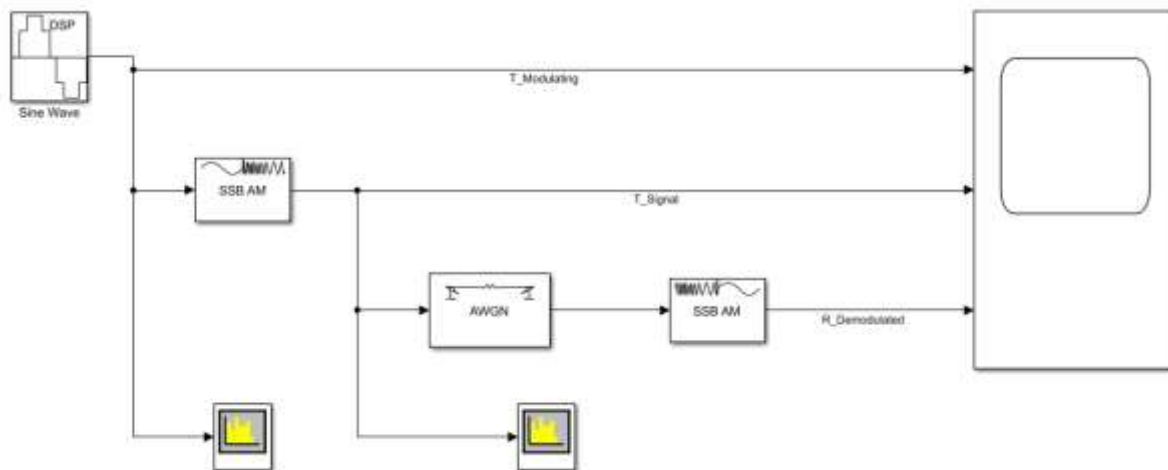 DSP
Sine Wave
T_Modulating
SSB AM
T_Signal
AWGN
SSB AM
R_Demodulated